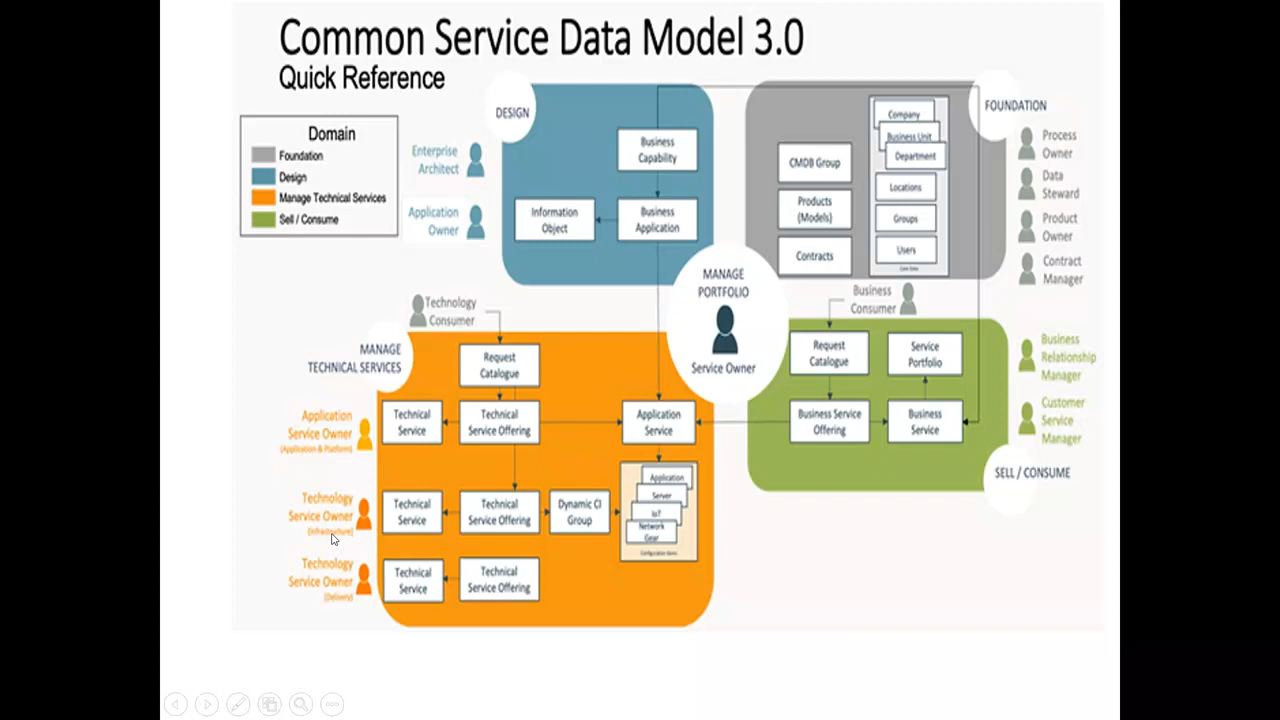 Common Service Data Model 3.0
Quick Reference
Domain
Foundation
Design
Manage Technical Services
Sell / Consume
DESIGN
Enterprise
Architect
Application
Owner
Business
Capability
Information
Object
Business
Application
FOUNDATION
CMDB Group
Products
(Models)
Contracts
Company
Business Unit
Department
Locations
Groups
Users
Core Data
Process
Owner
Data
Steward
Product
Owner
Contract
Manager
MANAGE
PORTFOLIO
Service Owner
Technology
Consumer
MANAGE
TECHNICAL SERVICES
Request
Catalogue
Application
Service Owner
(Application & Platform)
Technical
Service
Technical
Service Offering
Application
Service
Technology
Service Owner
(Infrastructure)
Technical
Service
Technical
Service Offering
Dynamic CI
Group
Application
Server
IoT
Network
Gear
Configuration Items
Technology
Service Owner
(Delivers)
Technical
Service
Technical
Service Offering
Business
Consumer
Request
Catalogue
Service
Portfolio
Business Service
Offering
Business
Service
Business
Relationship
Manager
Customer
Service
Manager
SELL / CONSUME